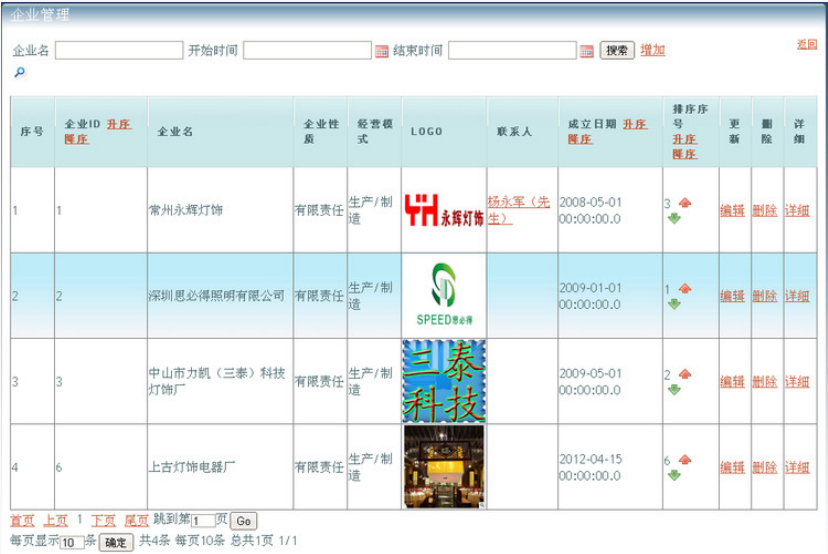 企业管理
返回
企业名 开始时间 结束时间 搜索 增加
序号 企业ID 升序 降序 企业名 企业性质 经营模式 LOGO 联系人 成立日期 升序 降序 排序序号 升序 降序 更新 删除 详细
1 1 常州永辉灯饰 有限责任 生产/制造 永辉灯饰 杨永军（先生） 2008-05-01 00:00:00.0 3 编辑 删除 详细
2 2 深圳思必得照明有限公司 有限责任 生产/制造 SPEED思必得 2009-01-01 00:00:00.0 1 编辑 删除 详细
3 3 中山市力凯（三泰）科技灯饰厂 有限责任 生产/制造 三泰科技 2009-05-01 00:00:00.0 2 编辑 删除 详细
4 6 上古灯饰电器厂 有限责任 生产/制造 2012-04-15 00:00:00.0 6 编辑 删除 详细
首页 上页 1 下页 尾页 跳到第1页 Go
每页显示10条 确定 共4条 每页10条 总共1页 1/1